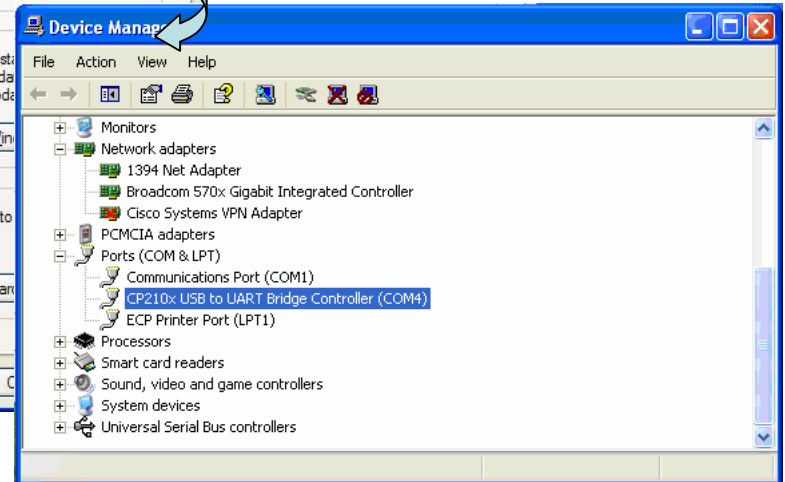 Device Manag
File Action View Help
Monitors
Network adapters
1394 Net Adapter
Broadcom 570x Gigabit Integrated Controller
Cisco Systems VPN Adapter
PCMCIA adapters
Ports (COM & LPT)
Communications Port (COM1)
CP210x USB to UART Bridge Controller (COM4)
ECP Printer Port (LPT1)
Processors
Smart card readers
Sound, video and game controllers
System devices
Universal Serial Bus controllers